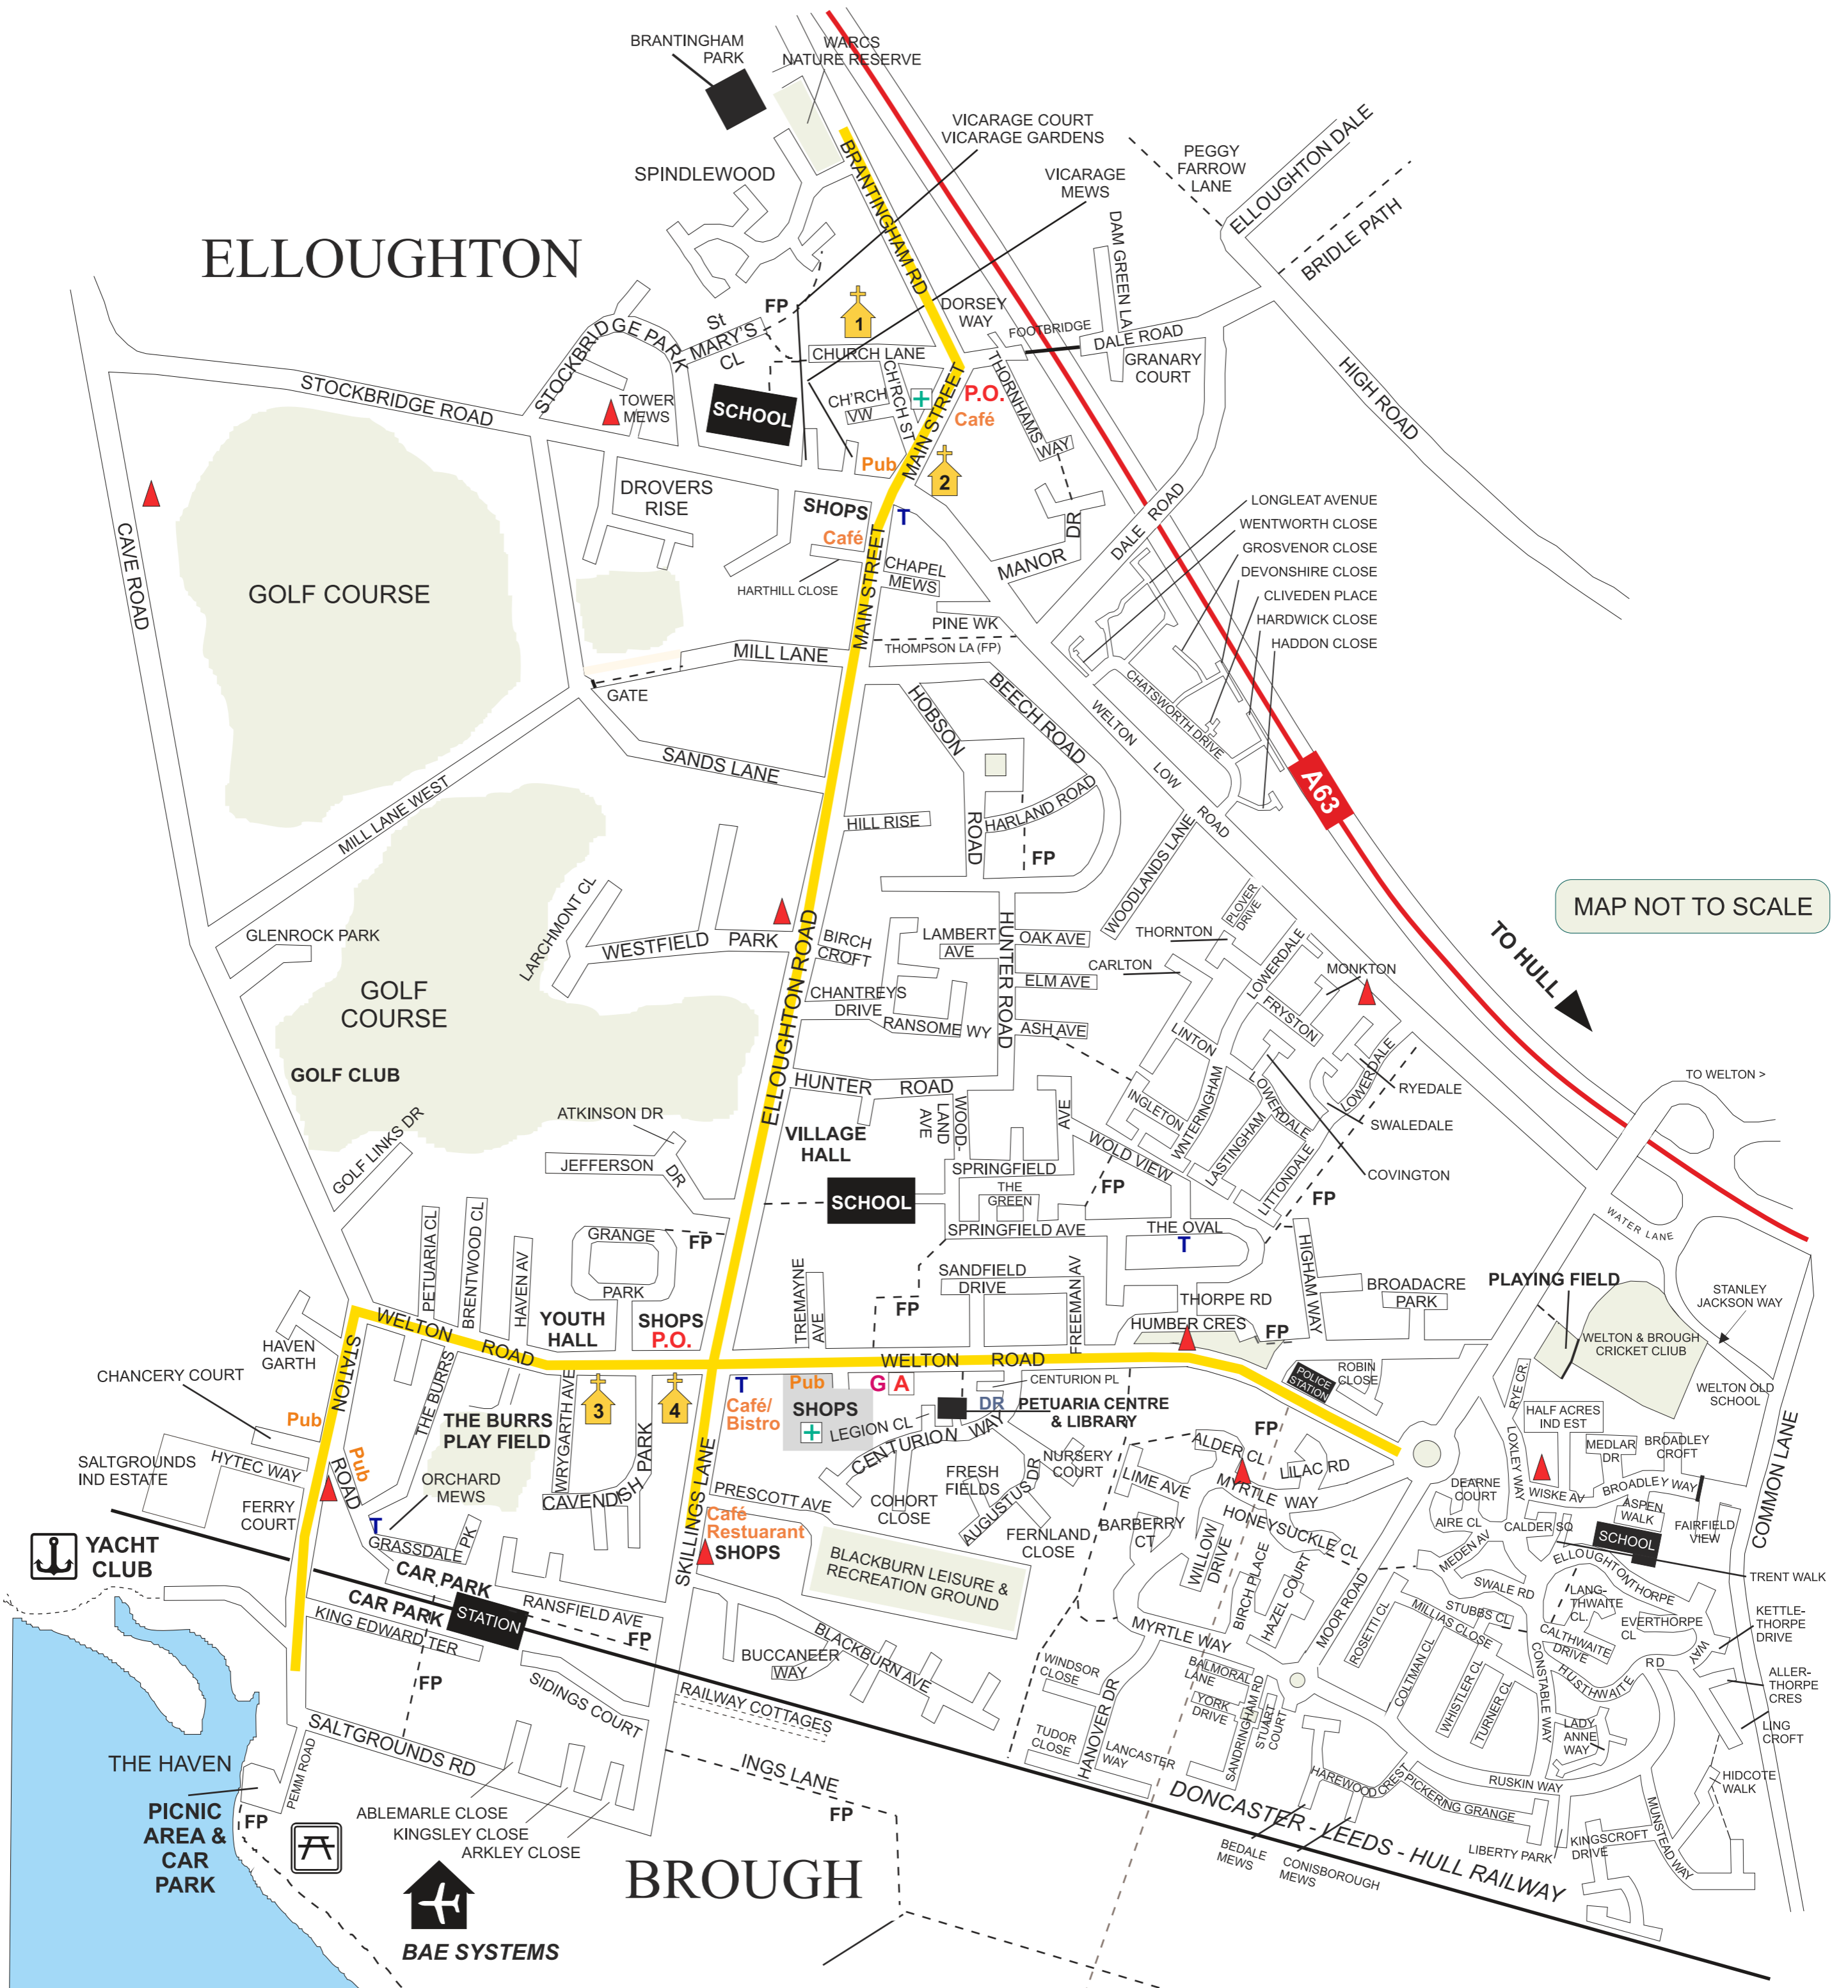 BRANTINGHAM
PARK
WARCS
NATURE RESERVE
VICARAGE COURT
VICARAGE GARDENS
PEGGY
FARROW
LANE
ELLOUGHTON DALE
SPINDLEWOOD
VICARAGE
MEWS
BRANTINGHAM RD
DAM GREEN LA
BRIDLE PATH
ELLOUGHTON
FP
1
DORSEY
WAY
FOOTBRIDGE
DALE ROAD
GRANARY
COURT
St
MARY'S
CL
STOCKBRIDGE PARK
CHURCH LANE
CH'RCH ST
CH'RCH
VW
MAIN STREET
THORNHAMS
WAY
P.O.
Café
HIGH ROAD
STOCKBRIDGE ROAD
TOWER
MEWS
SCHOOL
Pub
2
DROVERS
RISE
SHOPS
Café
T
MANOR
DR
DALE ROAD
LONGLEAT AVENUE
WENTWORTH CLOSE
GROSVENOR CLOSE
DEVONSHIRE CLOSE
CLIVEDEN PLACE
HARDWICK CLOSE
HADDON CLOSE
CAVE ROAD
GOLF COURSE
HARTHILL CLOSE
CHAPEL
MEWS
MAIN STREET
PINE WK
THOMPSON LA (FP)
MILL LANE
GATE
HOBSON
ROAD
BEECH ROAD
WELTON
LOW
ROAD
CHATSWORTH DRIVE
SANDS LANE
A63
MILL LANE WEST
HILL RISE
HARLAND ROAD
FP
WOODLANDS LANE
MAP NOT TO SCALE
GLENROCK PARK
LARCHMONT CL
WESTFIELD PARK
BIRCH
CROFT
LAMBERT
AVE
HUNTER ROAD
OAK AVE
ELM AVE
ASH AVE
PLOVER
DRIVE
THORNTON
CARLTON
LOWERDALE
MONKTON
FRYSTON
TO HULL
GOLF
COURSE
ELLOUGHTON ROAD
CHANTREYS
DRIVE
RANSOME WY
LINTON
GOLF CLUB
HUNTER ROAD
WOOD-
LAND
AVE
AVE
INGLETON
WNTERINGHAM
LOWERDALE
LASTINGHAM
LOWERDALE
RYEDALE
SWALEDALE
COVINGTON
LITTONDALE
FP
TO WELTON >
GOLF LINKS DR
ATKINSON DR
JEFFERSON
DR
VILLAGE
HALL
SCHOOL
SPRINGFIELD
THE
GREEN
SPRINGFIELD AVE
WOLD VIEW
FP
THE OVAL
T
WATER LANE
PETUARIA CL
BRENTWOOD CL
HAVEN AV
GRANGE
PARK
FP
TREMAYNE
AVE
SANDFIELD
DRIVE
FP
FREEMAN AV
THORPE RD
HUMBER CRES
FP
HIGHAM WAY
BROADACRE
PARK
PLAYING FIELD
STANLEY
JACKSON WAY
WELTON & BROUGH
CRICKET CLIUB
WELTON OLD
SCHOOL
HAVEN
GARTH
WELTON
ROAD
YOUTH
HALL
SHOPS
P.O.
WELTON ROAD
CHANCERY COURT
STATION
ROAD
Pub
Pub
THE BURRS
THE BURRS
PLAY FIELD
WRYGARTH AVE
3
4
CAVENDISH
PARK
T
Café/
Bistro
Pub
SHOPS
G A
CENTURION PL
DR
PETUARIA CENTRE
& LIBRARY
LEGION CL
CENTURION WAY
POLICE
STATION
ROBIN
CLOSE
RYE CR.
HALF ACRES
IND EST
LOXLEY WAY
MEDLAR
DR
BROADLEY
CROFT
COMMON LANE
SALTGROUNDS
IND ESTATE
HYTEC WAY
ORCHARD
MEWS
FERRY
COURT
T
GRASSDALE PK
SKILLINGS LANE
PRESCOTT AVE
Café
Restuarant
SHOPS
COHORT
CLOSE
FRESH
FIELDS
AUGUSTUS DR
NURSERY
COURT
FERNLAND
CLOSE
FP
ALDER CL
LIME AVE
MYRTLE WAY
LILAC RD
HONEYSUCKLE CL
BARBERRY
CT
WILLOW
DRIVE
BIRCH PLACE
HAZEL COURT
DEARNE
COURT
WISKE AV
BROADLEY WAY
ASPEN
WALK
AIRE CL
CALDER SQ
SCHOOL
FAIRFIELD
VIEW
MEDEN AV
ELLOUGHTONTHORPE
WAY
TRENT WALK
YACHT
CLUB
CAR PARK
CAR PARK
STATION
KING EDWARD TER
RANSFIELD AVE
FP
FP
BLACKBURN LEISURE &
RECREATION GROUND
BLACKBURN AVE
BUCCANEER
WAY
SIDINGS COURT
RAILWAY COTTAGES
MYRTLE WAY
MOOR ROAD
SWALE RD
LANG-
THWAITE
CL.
STUBBS CL
EVERTHORPE
CL
KETTLE-
THORPE
DRIVE
ROSETTI CL
MILLIAS CLOSE
COLTMAN CL
WHISTLER CL
TURNER CL
CONSTABLE WAY
CALTHWAITE
DRIVE
HUSTHWAITE
RD
ALLER-
THORPE
CRES
LING
CROFT
LADY
ANNE
WAY
WINDSOR
CLOSE
HANOVER DR
BALMORAL
LANE
YORK
DRIVE
SANDRINGHAM RD
STUART
COURT
TUDOR
CLOSE
LANCASTER
WAY
HAREWOOD CREST
PICKERING GRANGE
RUSKIN WAY
HIDCOTE
WALK
MUNSTEAD WAY
KINGSCROFT
DRIVE
LIBERTY PARK
BEDALE
MEWS
CONISBOROUGH
MEWS
DONCASTER - LEEDS - HULL RAILWAY
SALTGROUNDS RD
THE HAVEN
PEMM ROAD
PICNIC
AREA &
CAR
PARK
FP
ABLEMARLE CLOSE
KINGSLEY CLOSE
ARKLEY CLOSE
INGS LANE
FP
BROUGH
BAE SYSTEMS